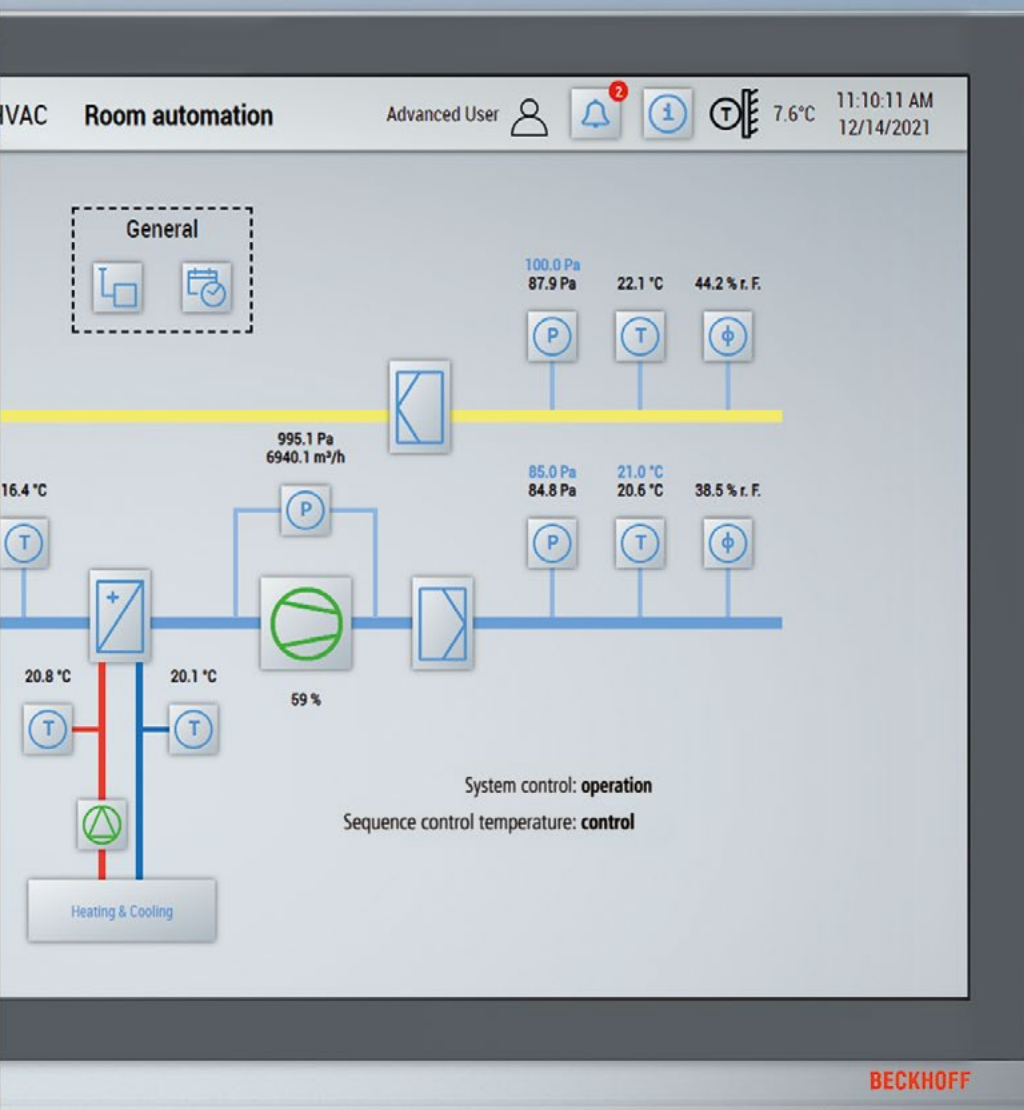 HVAC Room automation Advanced User 2 i T 7.6°C 11:10:11 AM
12/14/2021
General
100.0 Pa
87.9 Pa 22.1 °C 44.2 % r. F.
P T ϕ
995.1 Pa
6940.1 m³/h
85.0 Pa 21.0 °C
16.4 °C 84.8 Pa 20.6 °C 38.5 % r. F.
P
T P T ϕ
+
20.8 °C 20.1 °C
59 %
T T
System control: operation
Sequence control temperature: control
Heating & Cooling
BECKHOFF